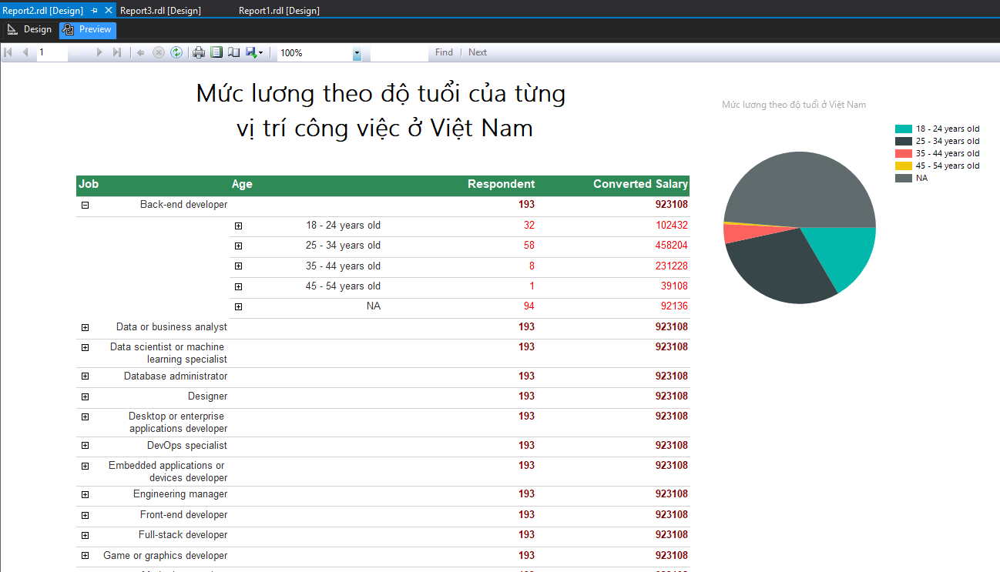 Report2.rdl [Design] Report3.rdl [Design] Report1.rdl [Design]
Design Preview
1 100% Find | Next
Mức lương theo độ tuổi của từng
vị trí công việc ở Việt Nam
Mức lương theo độ tuổi ở Việt Nam
18 - 24 years old
25 - 34 years old
35 - 44 years old
45 - 54 years old
NA
Job Age Respondent Converted Salary
Back-end developer 193 923108
18 - 24 years old 32 102432
25 - 34 years old 58 458204
35 - 44 years old 8 231228
45 - 54 years old 1 39108
NA 94 92136
Data or business analyst 193 923108
Data scientist or machine 193 923108
learning specialist
Database administrator 193 923108
Designer 193 923108
Desktop or enterprise 193 923108
applications developer
DevOps specialist 193 923108
Embedded applications or 193 923108
devices developer
Engineering manager 193 923108
Front-end developer 193 923108
Full-stack developer 193 923108
Game or graphics developer 193 923108